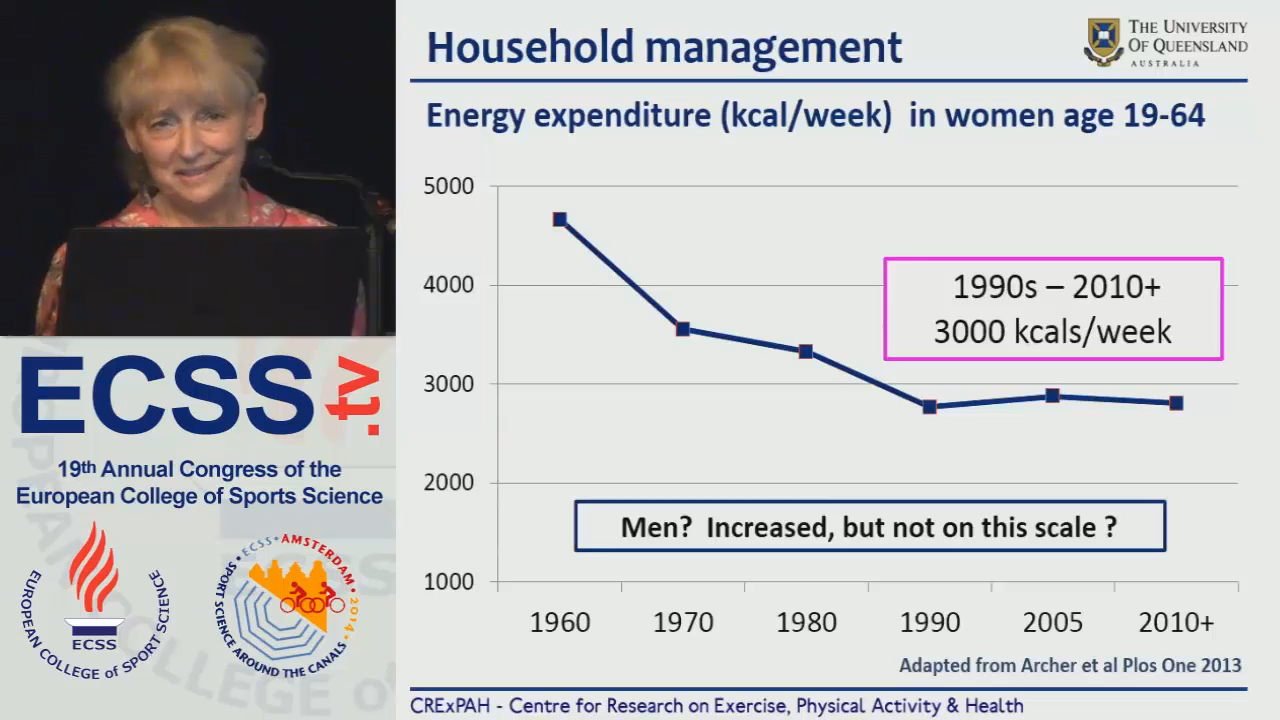 Household management
THE UNIVERSITY
OF QUEENSLAND
AUSTRALIA
Energy expenditure (kcal/week) in women age 19-64
5000
4000
3000
2000
1000
1990s – 2010+
3000 kcals/week
Men? Increased, but not on this scale ?
1960 1970 1980 1990 2005 2010+
Adapted from Archer et al Plos One 2013
CRExPAH - Centre for Research on Exercise, Physical Activity & Health
ECSS.tv
19th Annual Congress of the
European College of Sports Science
EUROPEAN COLLEGE of SPORT SCIENCE
ECSS
ECSS • AMSTERDAM 2014 •
SPORT SCIENCE AROUND THE CANALS